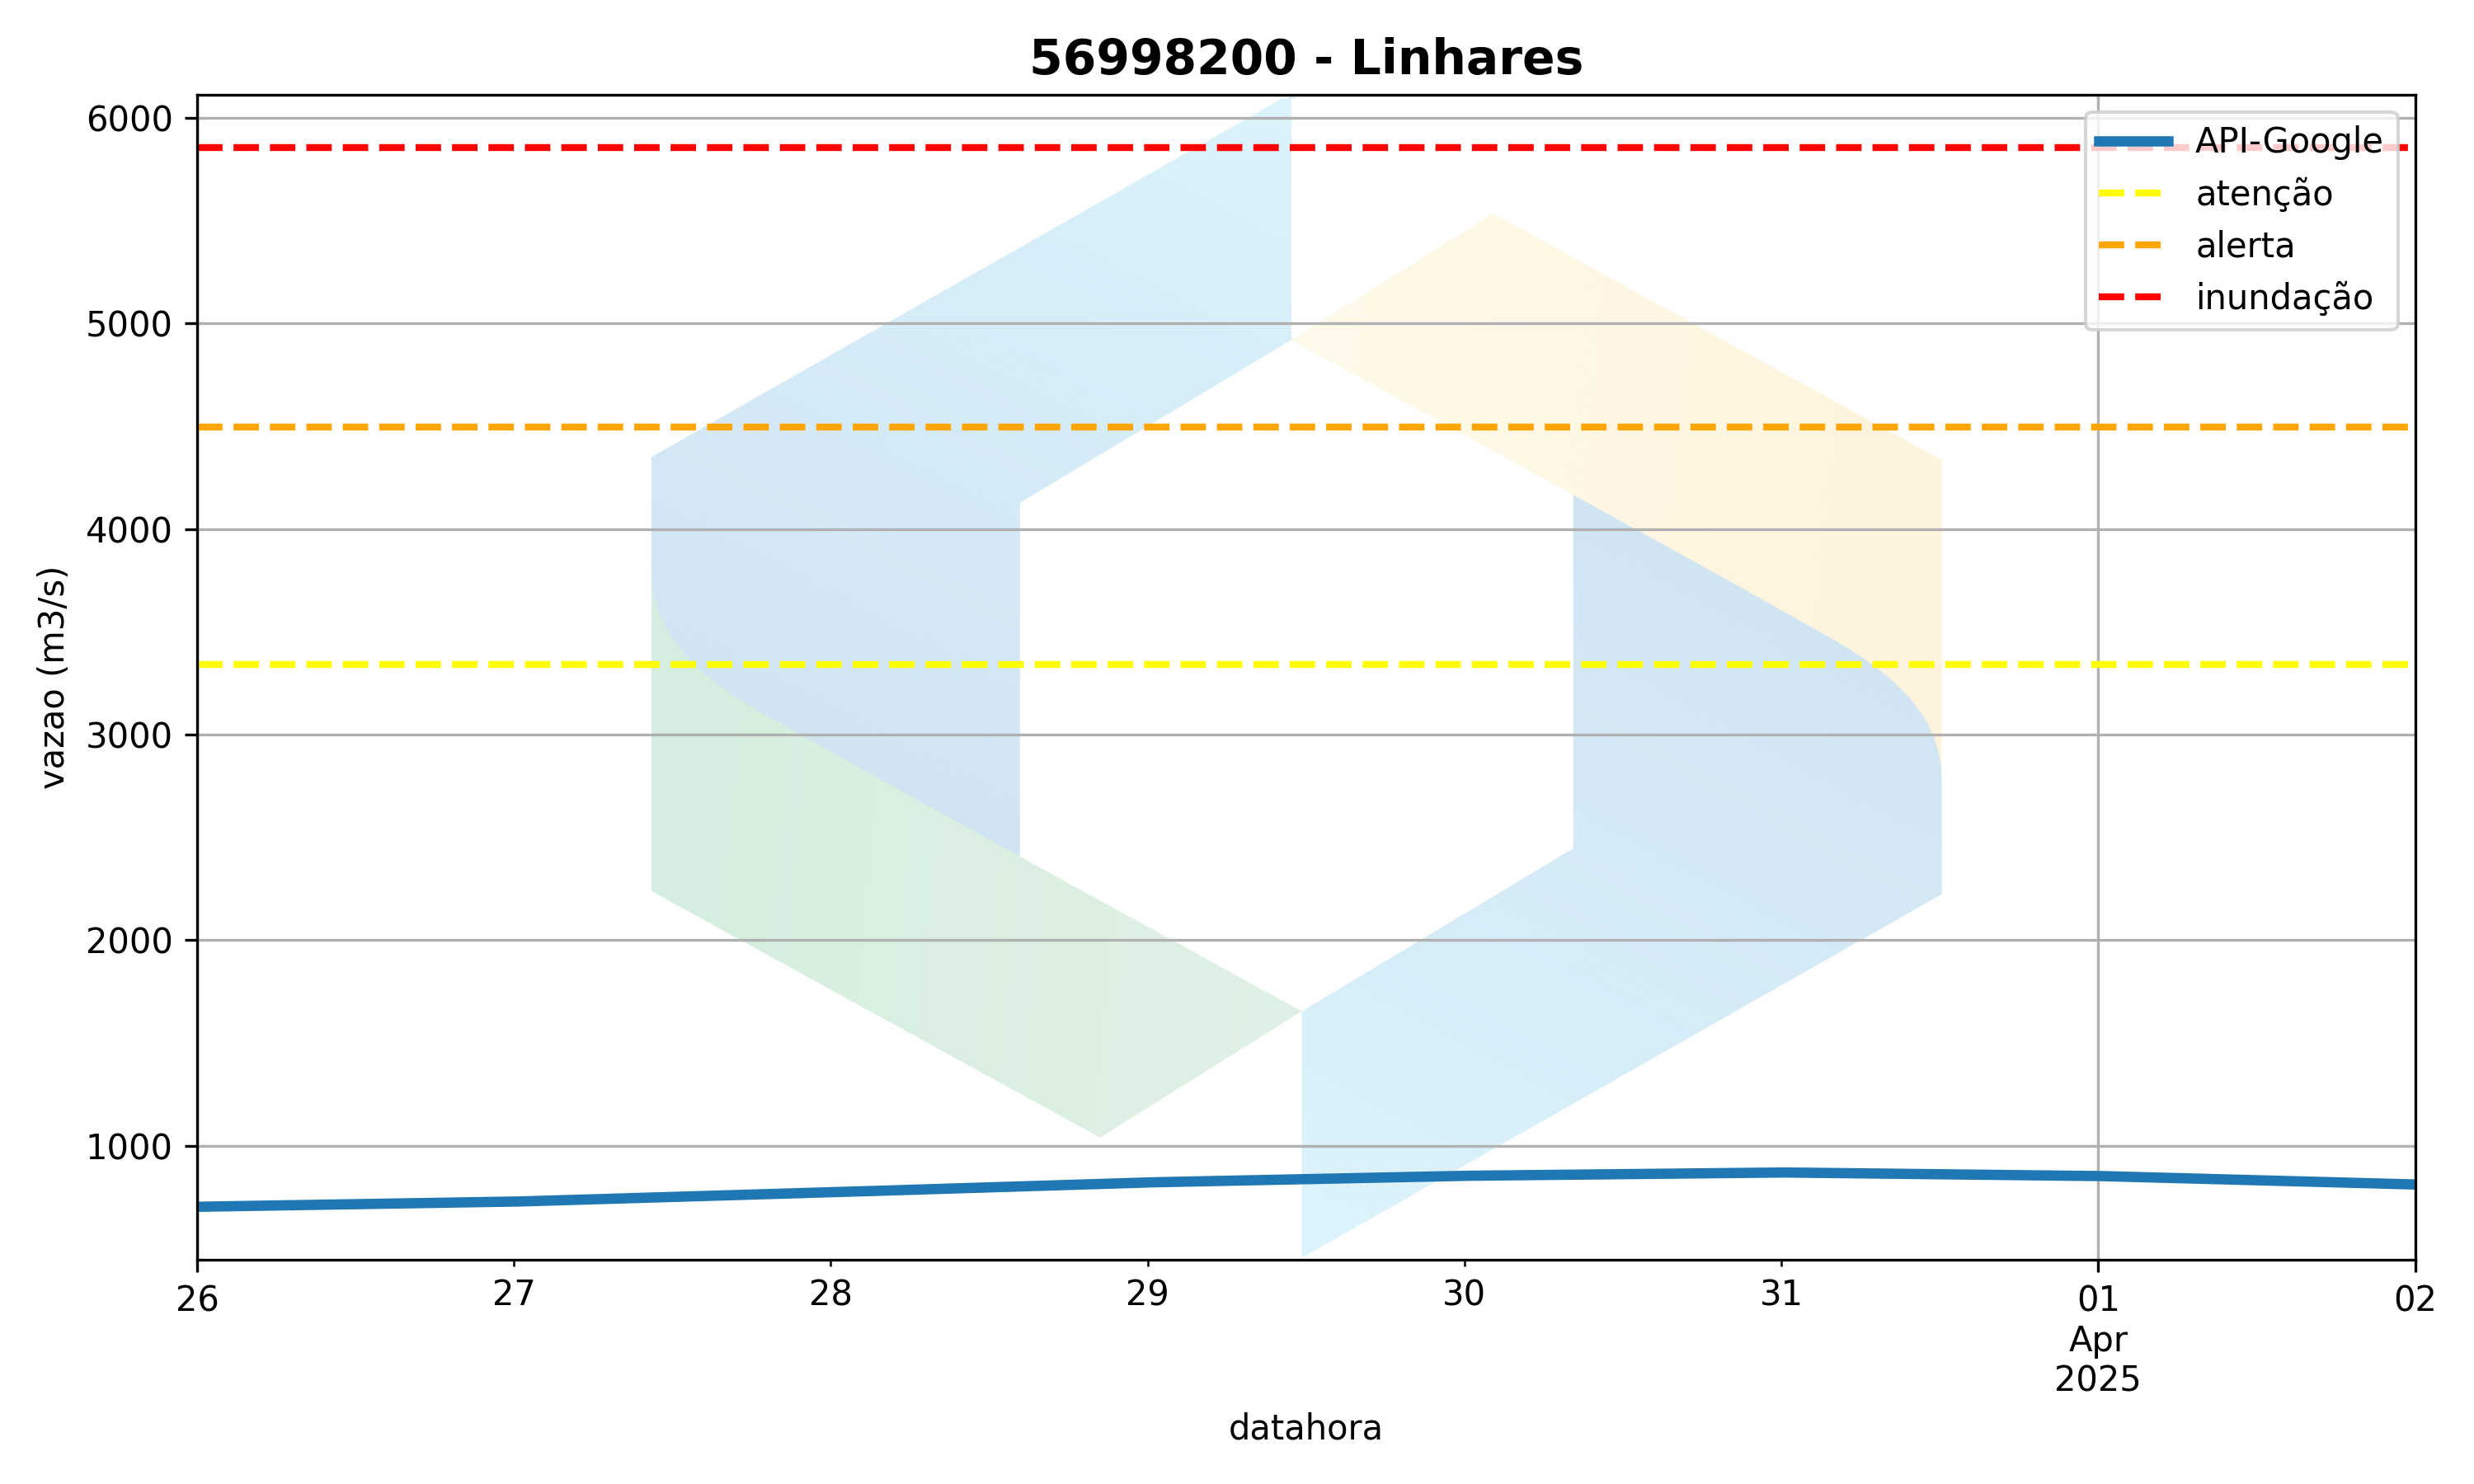 56998200 - Linhares
6000
5000
4000
3000
2000
1000
vazao (m3/s)
API-Google
atenção
alerta
inundação
26 27 28 29 30 31 01 02
Apr
2025
datahora